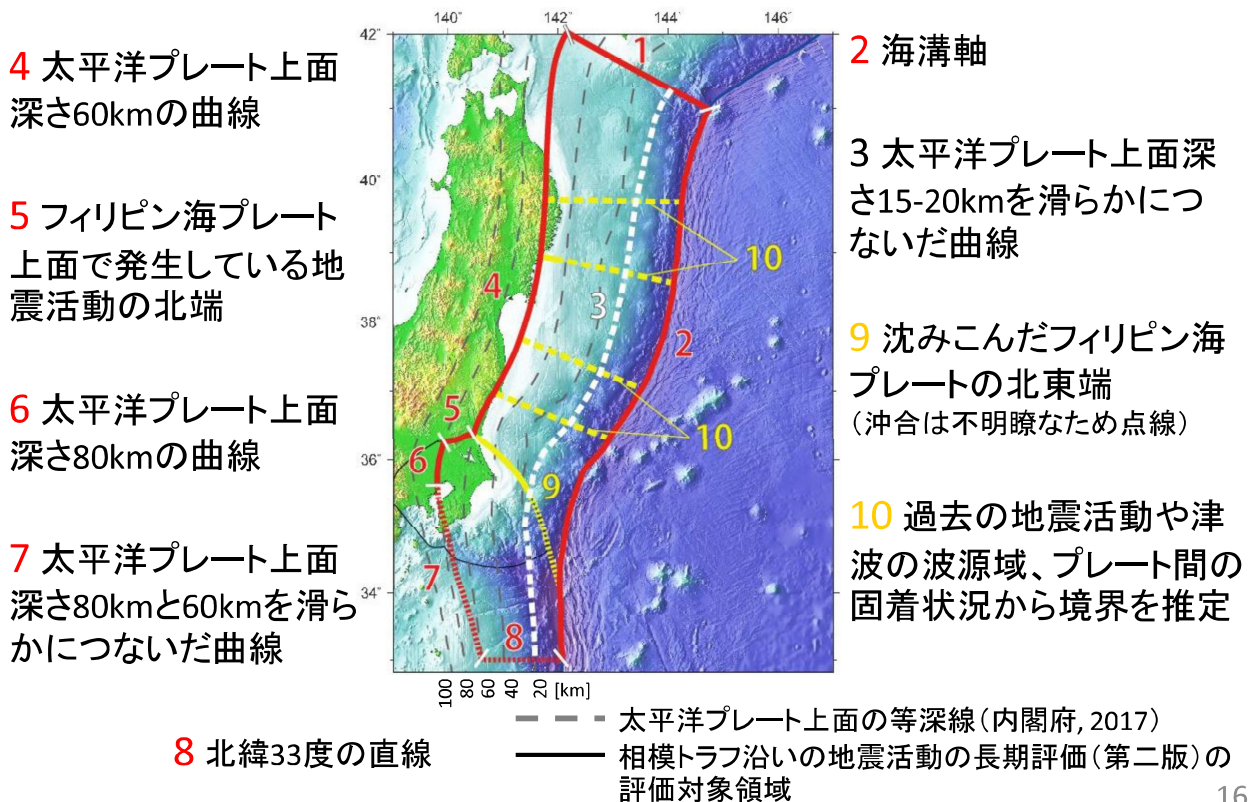 4 太平洋プレート上面
深さ60kmの曲線
5 フィリピン海プレート
上面で発生している地
震活動の北端
6 太平洋プレート上面
深さ80kmの曲線
7 太平洋プレート上面
深さ80kmと60kmを滑ら
かにつないだ曲線
140° 142° 144° 146°
42°
40°
38°
36°
34°
1
2
3
4
5
6
7
8
9
10
10
100 80 60 40 20 [km]
2 海溝軸
3 太平洋プレート上面深
さ15-20kmを滑らかにつ
ないだ曲線
9 沈みこんだフィリピン海
プレートの北東端
（沖合は不明瞭なため点線）
10 過去の地震活動や津
波の波源域、プレート間の
固着状況から境界を推定
8 北緯33度の直線
太平洋プレート上面の等深線（内閣府, 2017）
相模トラフ沿いの地震活動の長期評価（第二版）の
評価対象領域
16